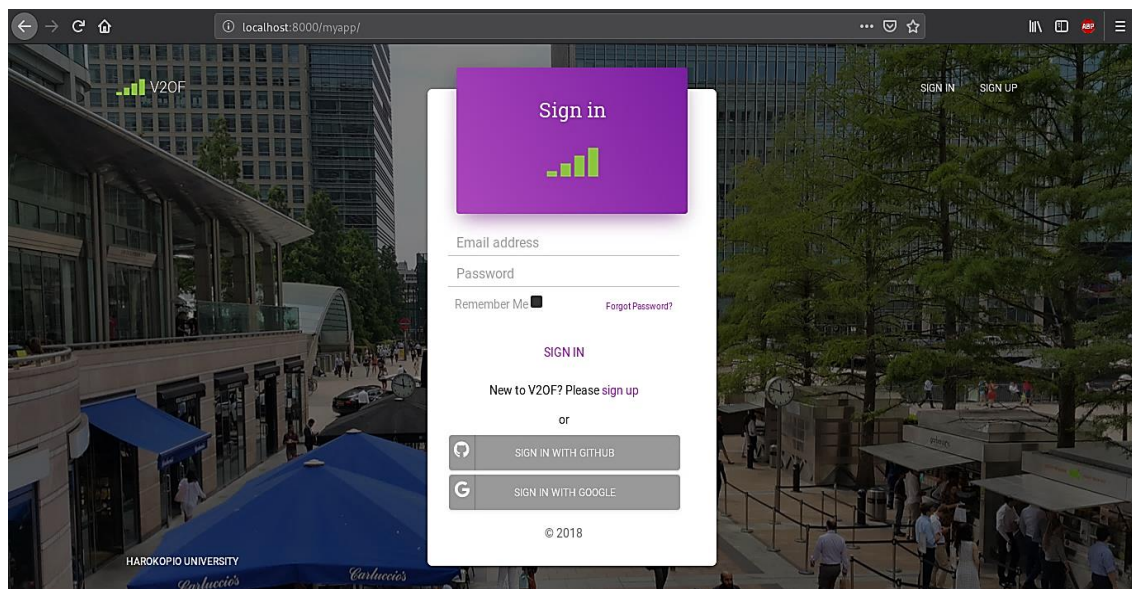 localhost:8000/myapp/
ABP
V2OF
SIGN IN
SIGN UP
Sign in
Email address
Password
Remember Me
Forgot Password?
SIGN IN
New to V2OF? Please sign up
or
SIGN IN WITH GITHUB
G SIGN IN WITH GOOGLE
© 2018
HAROKOPIO UNIVERSITY
Carluccio's
Carluccio's